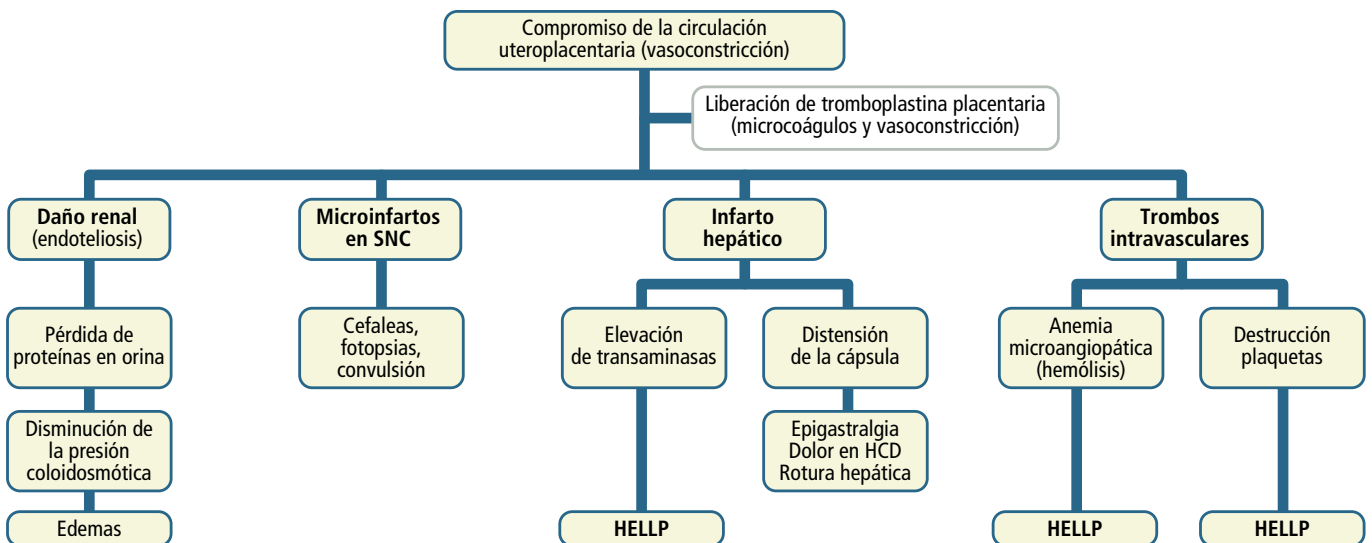 Compromiso de la circulación
uteroplacentaria (vasoconstricción)
Liberación de tromboplastina placentaria
(microcoágulos y vasoconstricción)
Daño renal
(endoteliosis)
Microinfartos
en SNC
Infarto
hepático
Trombos
intravasculares
Pérdida de
proteínas en orina
Cefaleas,
fotopsias,
convulsión
Elevación
de transaminasas
Distensión
de la cápsula
Anemia
microangiopática
(hemólisis)
Destrucción
plaquetas
Disminución de
la presión
coloidosmótica
Epigastralgia
Dolor en HCD
Rotura hepática
Edemas
HELLP
HELLP
HELLP